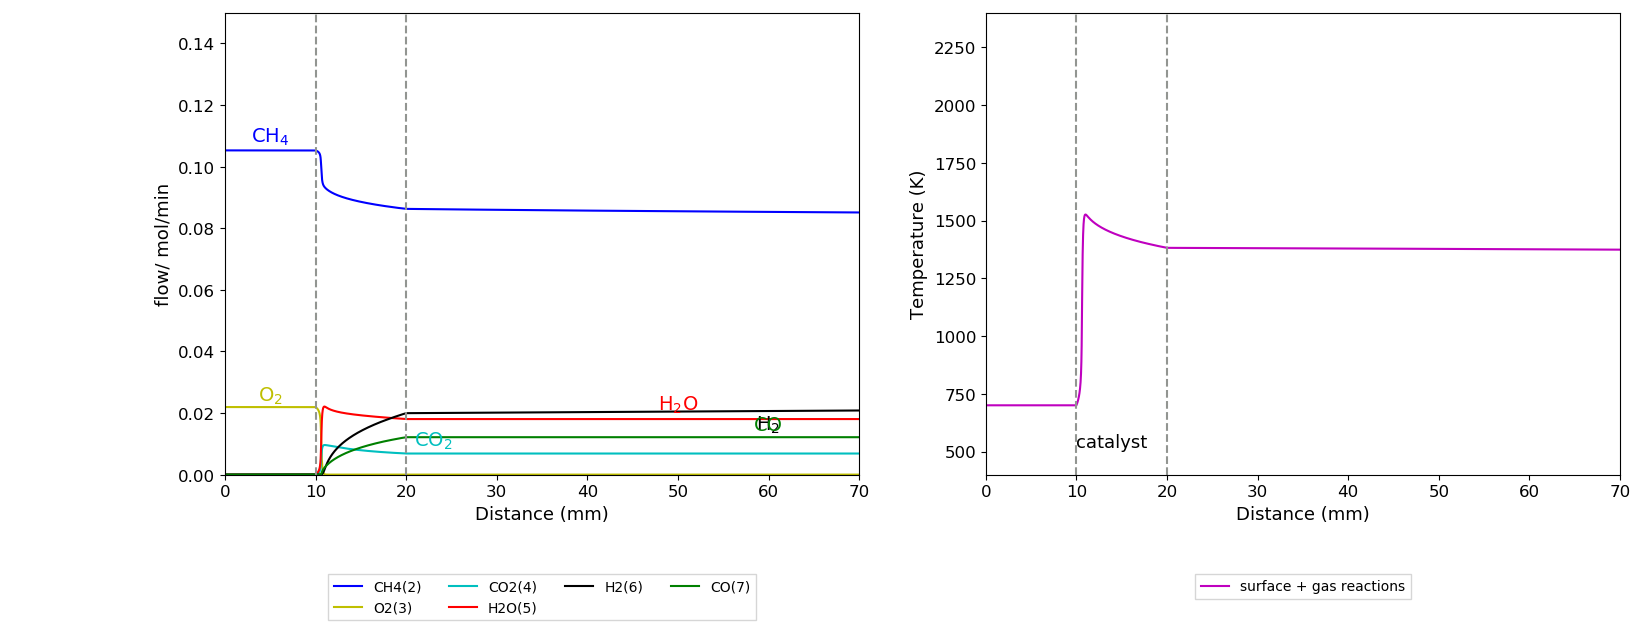 0.14
0.12
0.10
0.08
0.06
0.04
0.02
0.00
flow/ mol/min
CH₄
O₂
CO₂
H₂O
H₂
CO
0 10 20 30 40 50 60 70
Distance (mm)
CH4(2) CO2(4) H2(6) CO(7)
O2(3) H2O(5)
2250
2000
1750
1500
1250
1000
750
500
Temperature (K)
catalyst
0 10 20 30 40 50 60 70
Distance (mm)
surface + gas reactions